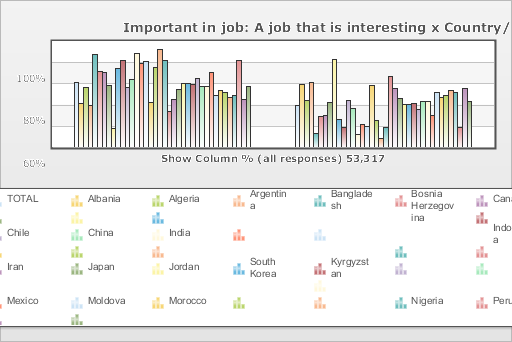 Important in job: A job that is interesting x Country/
100%
80%
60%
Show Column % (all responses) 53,317
TOTAL Albania Algeria Argentin
a Banglade
sh Bosnia
Herzegov
ina Cana
Chile China India Indo
a
Iran Japan Jordan South
Korea Kyrgyzst
an
Mexico Moldova Morocco Nigeria Peru